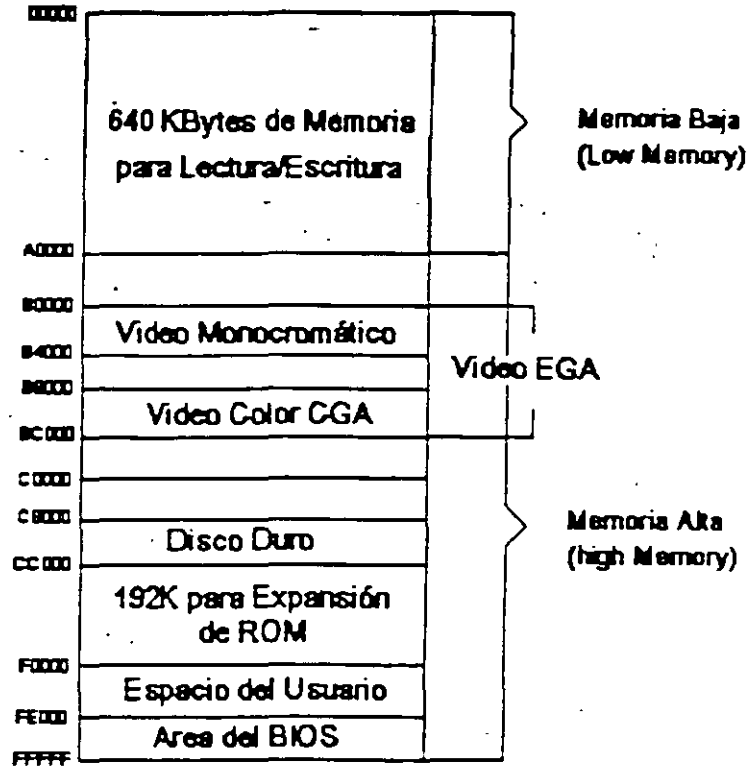 00000
640 KBytes de Memoria
para Lectura/Escritura
Memoria Baja
(Low Memory)
A0000
B0000
Video Monocromático
B4000
Video EGA
B8000
Video Color CGA
BC000
C0000
C8000
Disco Duro
Memoria Alta
(high Memory)
CC000
192K para Expansión
de ROM
F0000
Espacio del Usuario
FE000
Area del BIOS
FFFFF